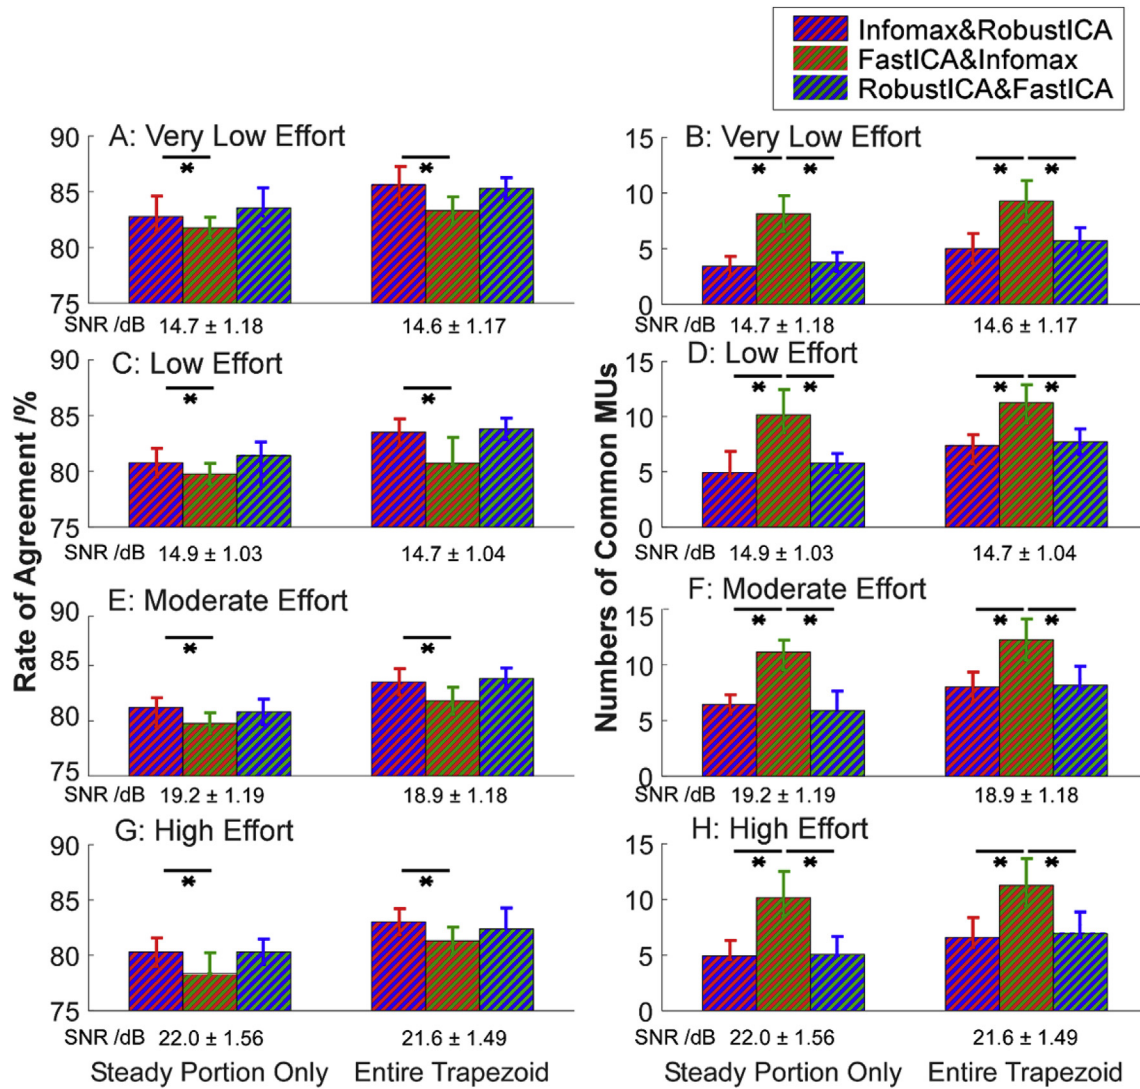 Infomax&RobustICA
FastICA&Infomax
RobustICA&FastICA
Rate of Agreement /%
Numbers of Common MUs
A: Very Low Effort
90
85
80
75
*
*
SNR /dB 14.7 ± 1.18 14.6 ± 1.17
B: Very Low Effort
15
10
5
0
* * * *
SNR /dB 14.7 ± 1.18 14.6 ± 1.17
C: Low Effort
90
85
80
75
*
*
SNR /dB 14.9 ± 1.03 14.7 ± 1.04
D: Low Effort
15
10
5
0
* * * *
SNR /dB 14.9 ± 1.03 14.7 ± 1.04
E: Moderate Effort
90
85
80
75
*
*
SNR /dB 19.2 ± 1.19 18.9 ± 1.18
F: Moderate Effort
15
10
5
0
* * * *
SNR /dB 19.2 ± 1.19 18.9 ± 1.18
G: High Effort
90
85
80
75
*
*
SNR /dB 22.0 ± 1.56 21.6 ± 1.49
Steady Portion Only Entire Trapezoid
H: High Effort
15
10
5
0
* * * *
SNR /dB 22.0 ± 1.56 21.6 ± 1.49
Steady Portion Only Entire Trapezoid